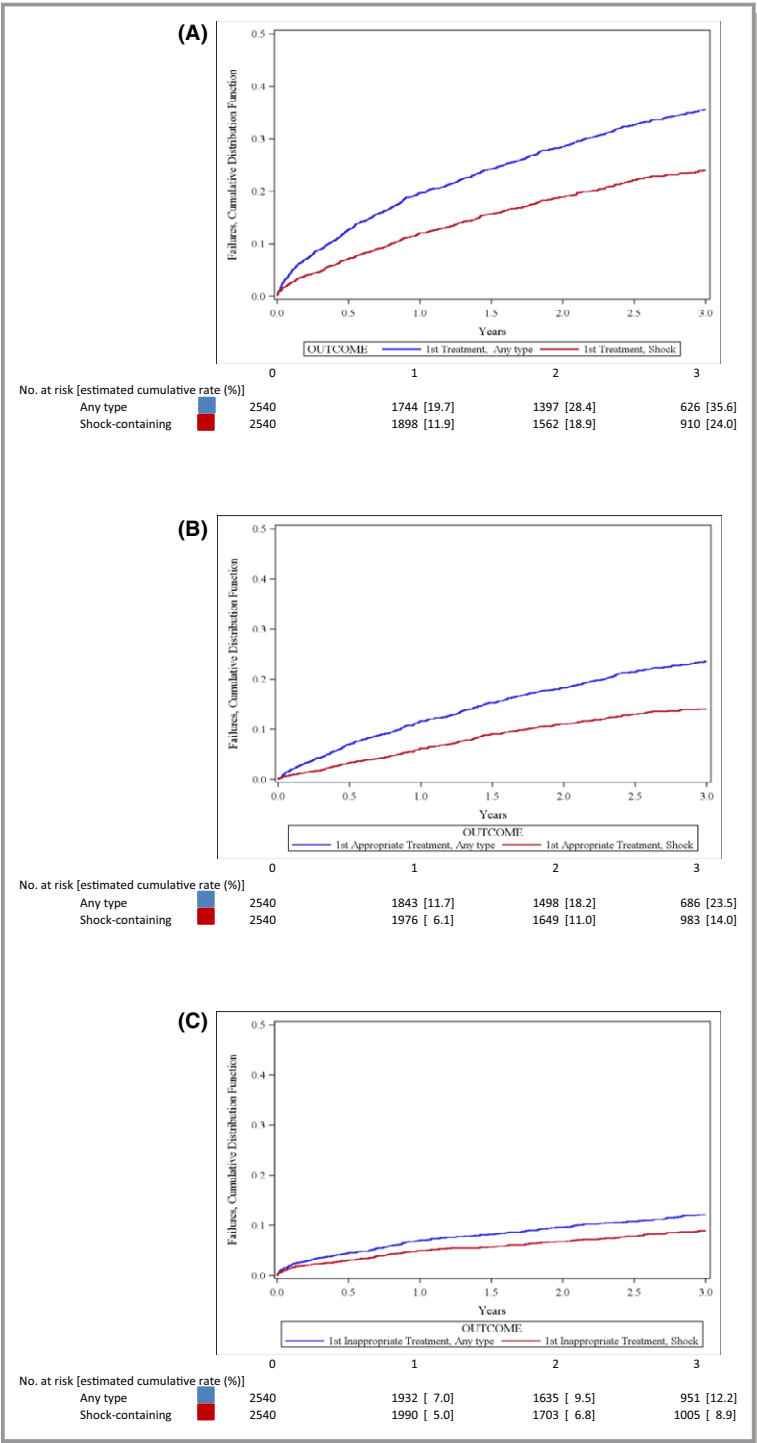 (A)
Failures, Cumulative Distribution Function
0.5
0.4
0.3
0.2
0.1
0.0
0.0 0.5 1.0 1.5 2.0 2.5 3.0
Years
OUTCOME 1st Treatment, Any type 1st Treatment, Shock
0 1 2 3
No. at risk [estimated cumulative rate (%)]
Any type 2540 1744 [19.7] 1397 [28.4] 626 [35.6]
Shock-containing 2540 1898 [11.9] 1562 [18.9] 910 [24.0]
(B)
Failures, Cumulative Distribution Function
0.5
0.4
0.3
0.2
0.1
0.0
0.0 0.5 1.0 1.5 2.0 2.5 3.0
Years
OUTCOME
1st Appropriate Treatment, Any type 1st Appropriate Treatment, Shock
0 1 2 3
No. at risk [estimated cumulative rate (%)]
Any type 2540 1843 [11.7] 1498 [18.2] 686 [23.5]
Shock-containing 2540 1976 [ 6.1] 1649 [11.0] 983 [14.0]
(C)
Failures, Cumulative Distribution Function
0.5
0.4
0.3
0.2
0.1
0.0
0.0 0.5 1.0 1.5 2.0 2.5 3.0
Years
OUTCOME
1st Inappropriate Treatment, Any type 1st Inappropriate Treatment, Shock
0 1 2 3
No. at risk [estimated cumulative rate (%)]
Any type 2540 1932 [ 7.0] 1635 [ 9.5] 951 [12.2]
Shock-containing 2540 1990 [ 5.0] 1703 [ 6.8] 1005 [ 8.9]